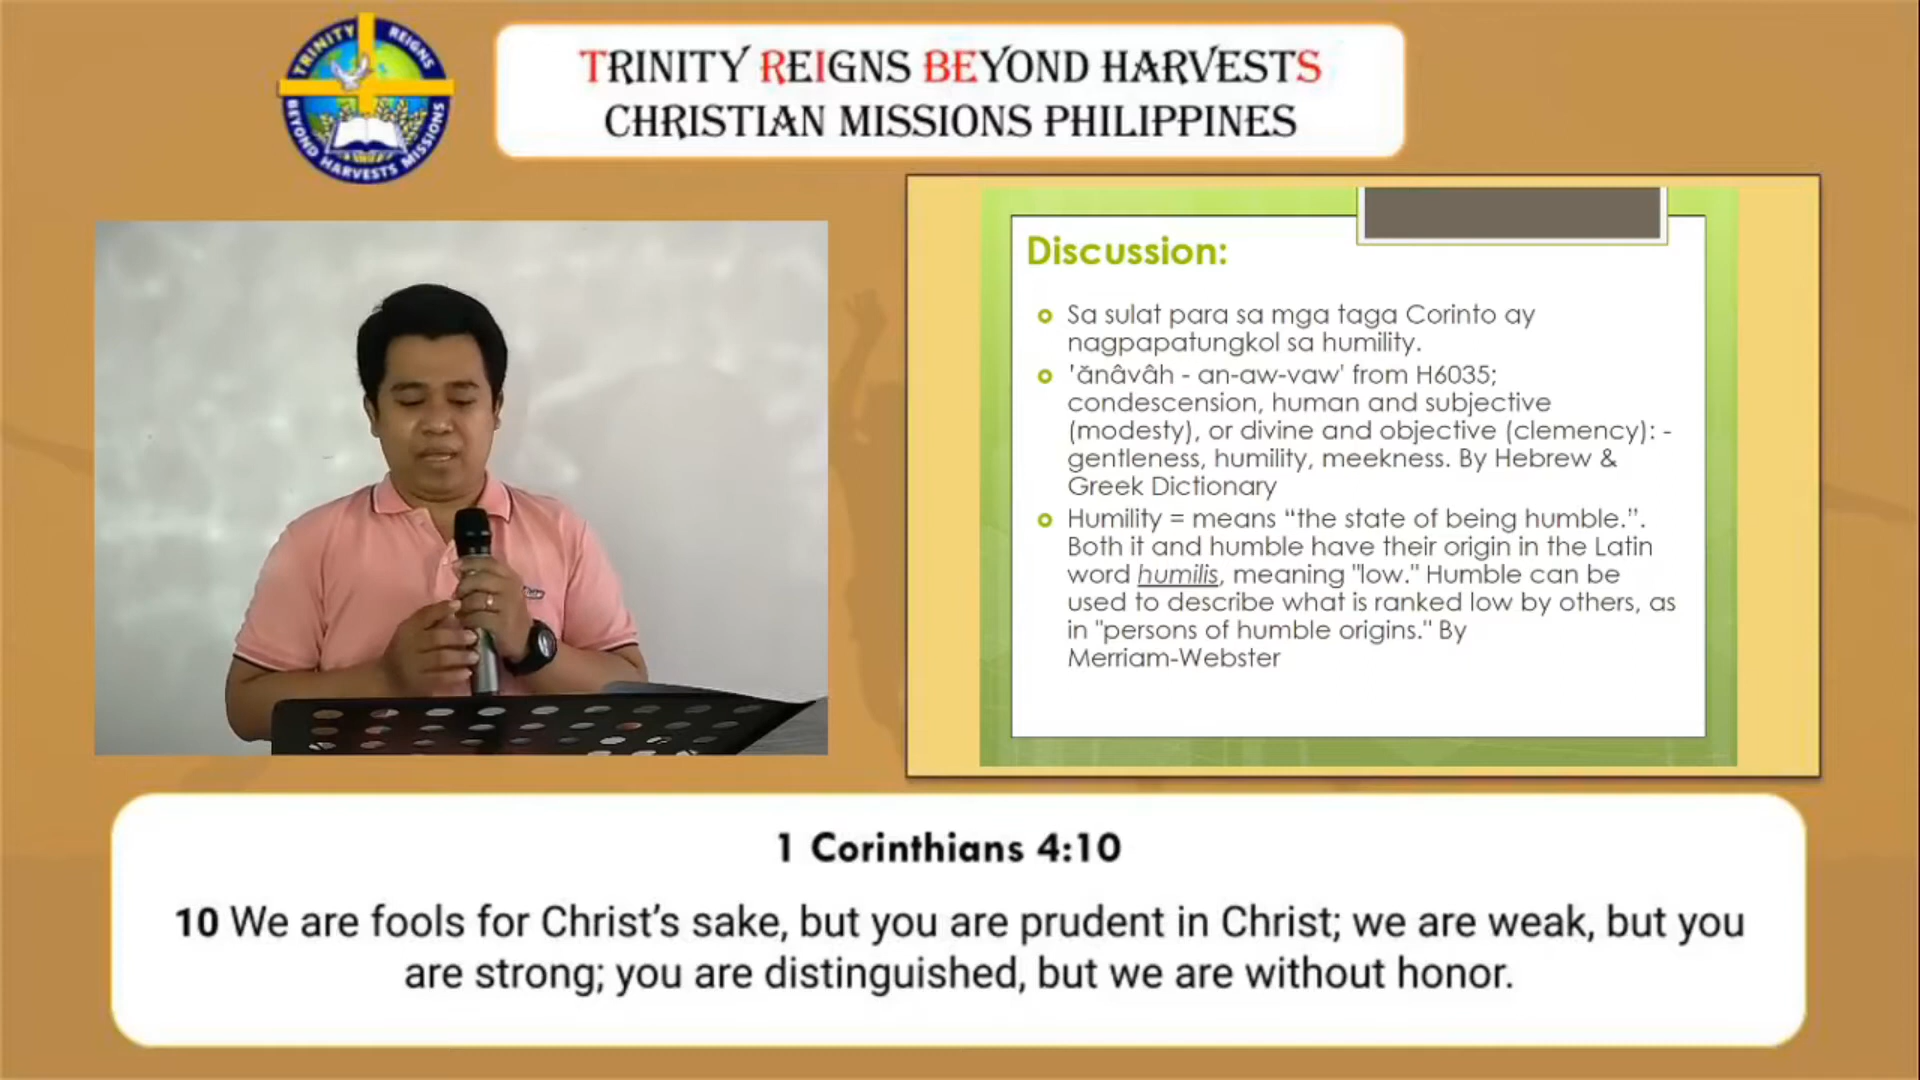 TRINITY REIGNS
BEYOND HARVESTS MISSIONS
TRINITY REIGNS BEYOND HARVESTS
CHRISTIAN MISSIONS PHILIPPINES
Discussion:
Sa sulat para sa mga taga Corinto ay
nagpapatungkol sa humility.
'ănâvâh - an-aw-vaw' from H6035;
condescension, human and subjective
(modesty), or divine and objective (clemency): -
gentleness, humility, meekness. By Hebrew &
Greek Dictionary
Humility = means “the state of being humble.”.
Both it and humble have their origin in the Latin
word humilis, meaning "low." Humble can be
used to describe what is ranked low by others, as
in "persons of humble origins." By
Merriam-Webster
1 Corinthians 4:10
10 We are fools for Christ’s sake, but you are prudent in Christ; we are weak, but you
are strong; you are distinguished, but we are without honor.